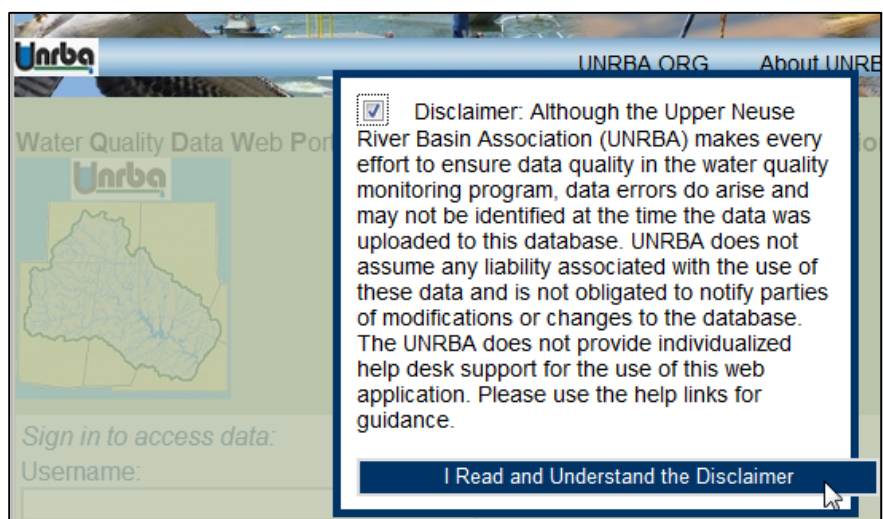 Unrba
UNRBA.ORG About UNRB
Water Quality Data Web Port
Unrba
Disclaimer: Although the Upper Neuse
River Basin Association (UNRBA) makes every
effort to ensure data quality in the water quality
monitoring program, data errors do arise and
may not be identified at the time the data was
uploaded to this database. UNRBA does not
assume any liability associated with the use of
these data and is not obligated to notify parties
of modifications or changes to the database.
The UNRBA does not provide individualized
help desk support for the use of this web
application. Please use the help links for
guidance.
I Read and Understand the Disclaimer
Sign in to access data:
Username: